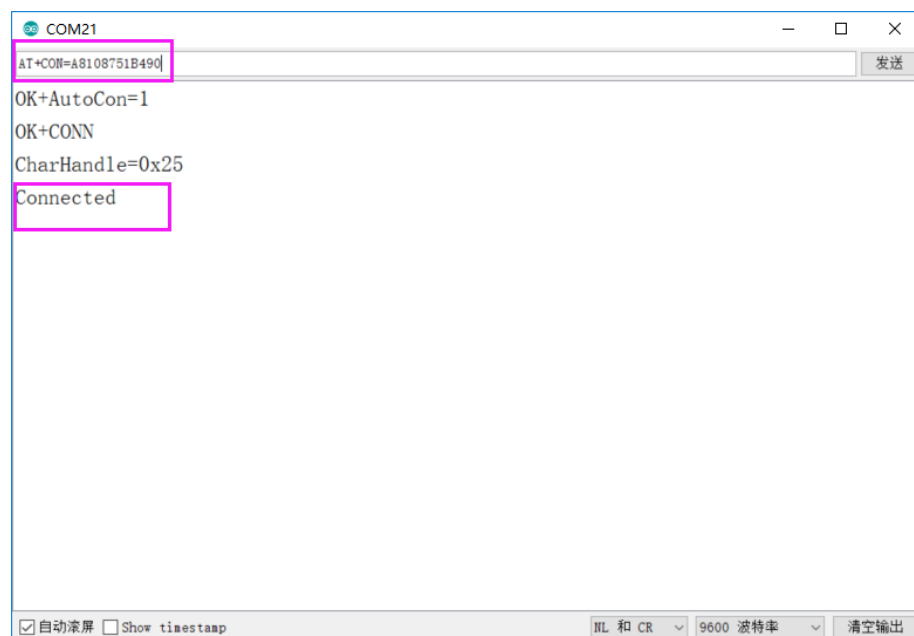 COM21
AT+CON=A8108751B490
发送
OK+AutoCon=1
OK+CONN
CharHandle=0x25
Connected
自动滚屏 Show timestamp NL 和 CR 9600 波特率 清空输出